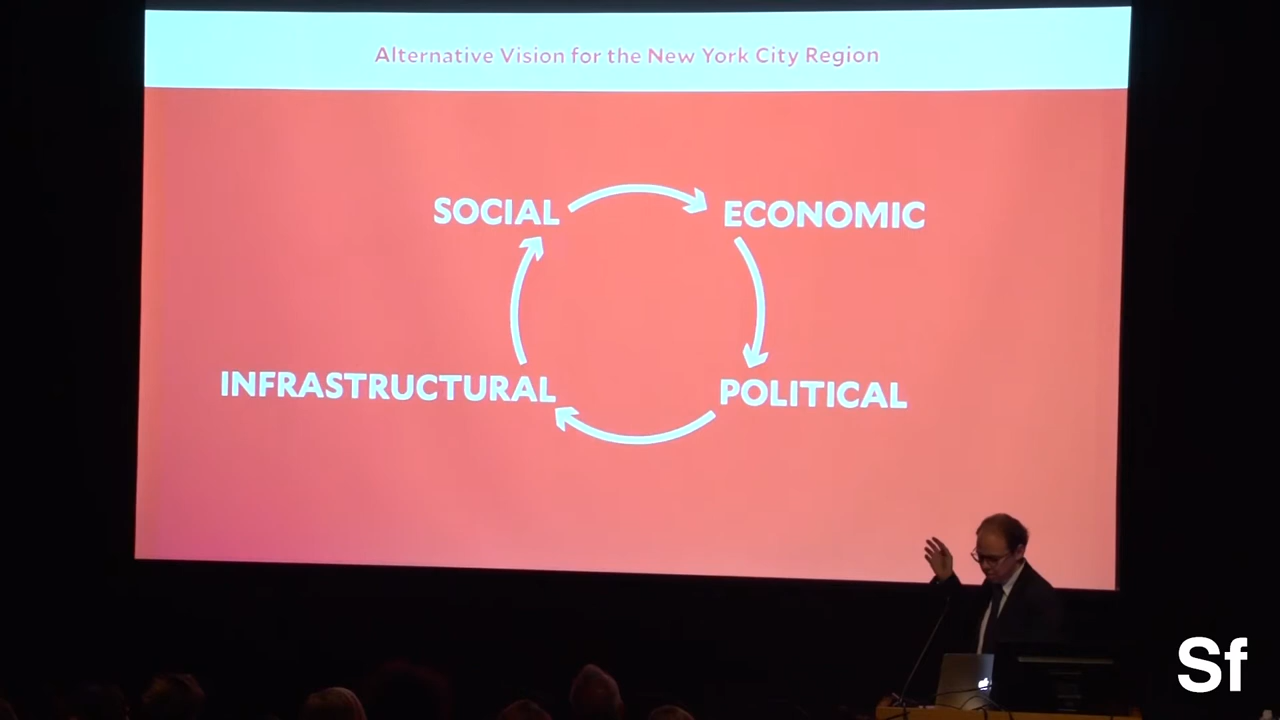 Alternative Vision for the New York City Region
SOCIAL
ECONOMIC
INFRASTRUCTURAL
POLITICAL
Sf